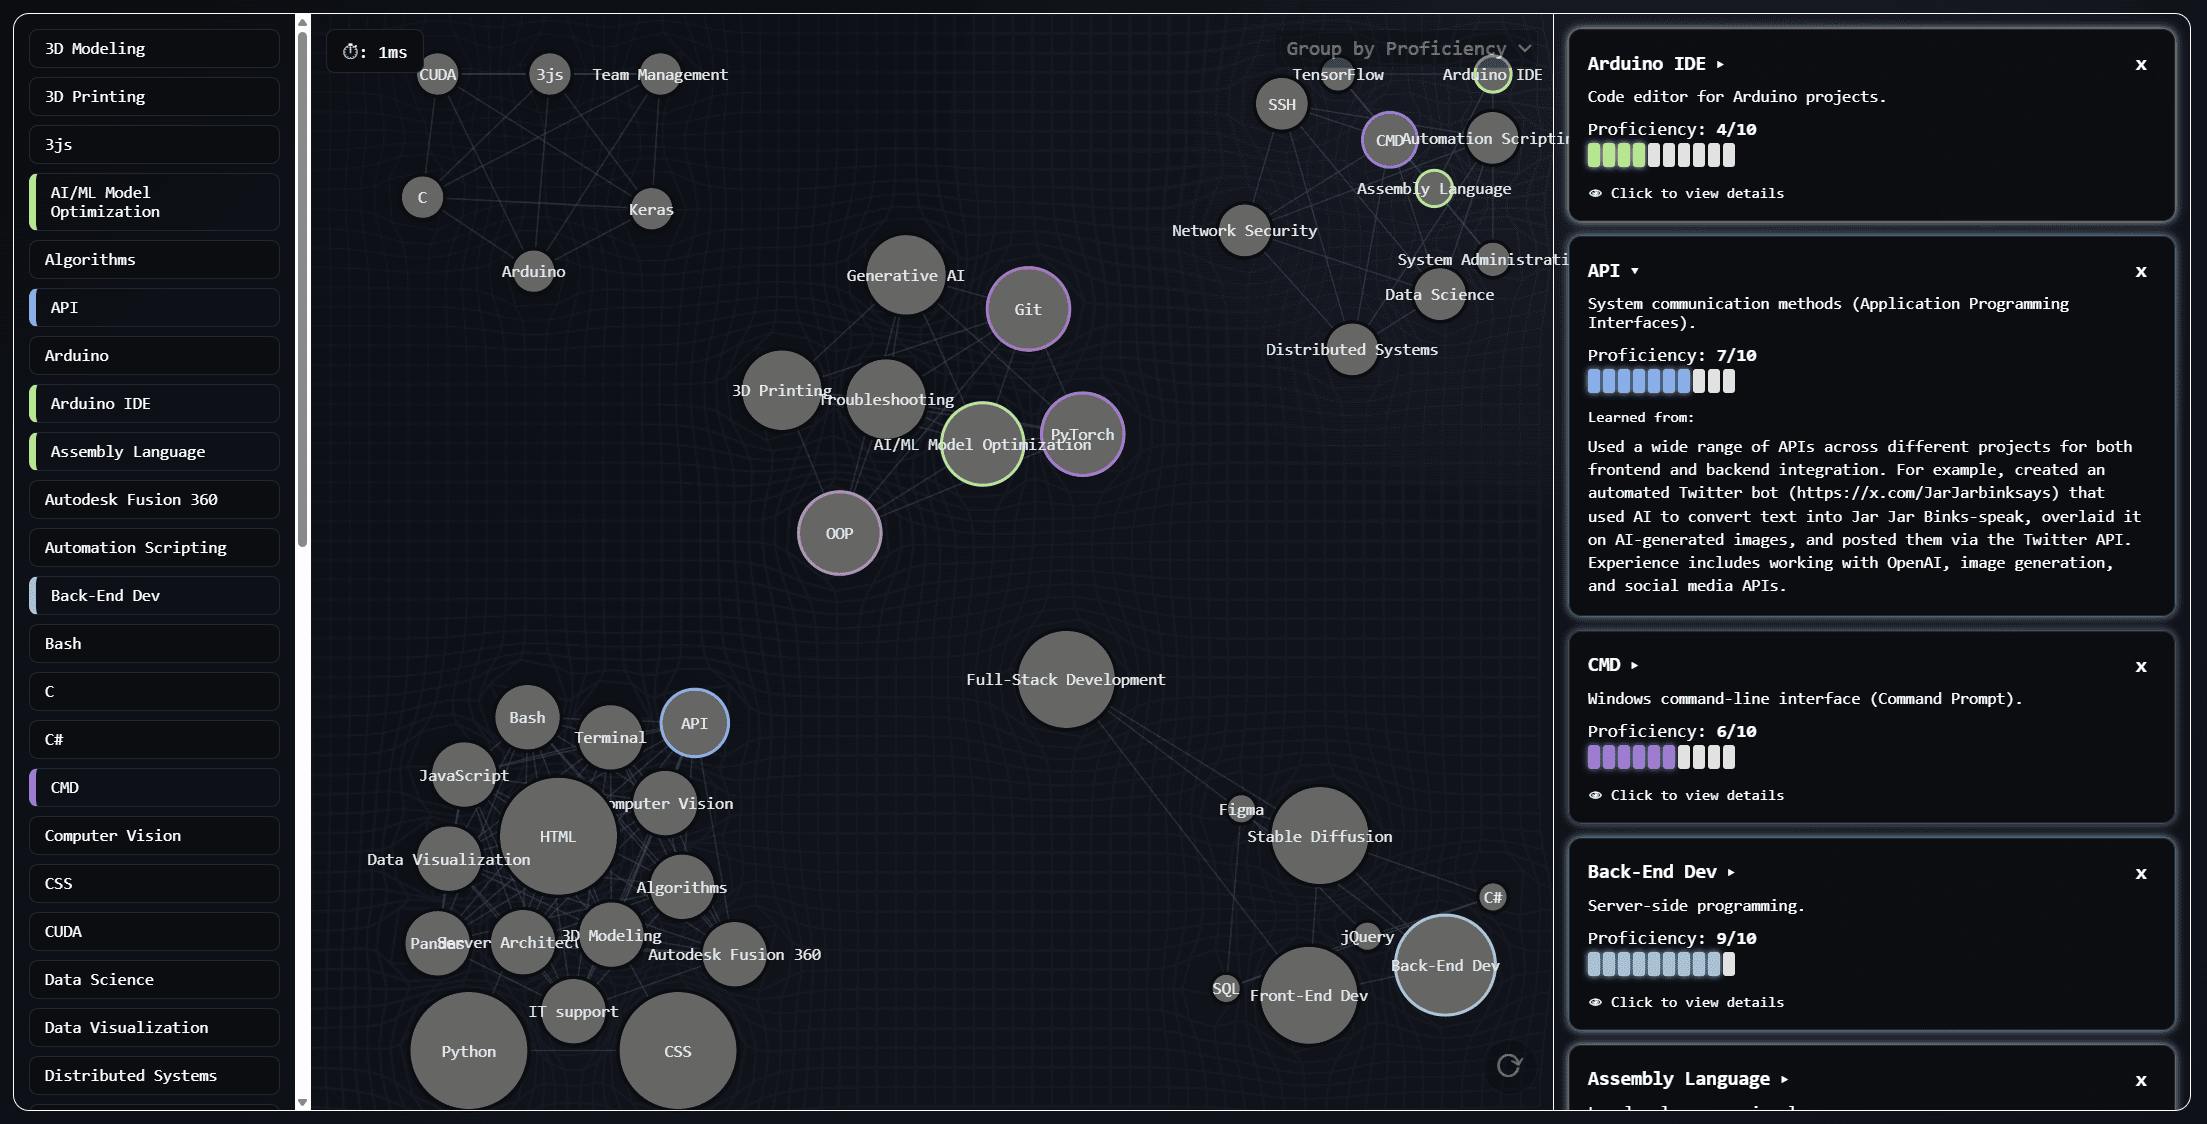 3D Modeling
3D Printing
3js
AI/ML Model
Optimization
Algorithms
API
Arduino
Arduino IDE
Assembly Language
Autodesk Fusion 360
Automation Scripting
Back-End Dev
Bash
C
C#
CMD
Computer Vision
CSS
CUDA
Data Science
Data Visualization
Distributed Systems
⏱: 1ms
Group by Proficiency
CUDA
3js
Team Management
C
Keras
Arduino
TensorFlow
Arduino IDE
SSH
CMD
Automation Scriptin
Assembly Language
Network Security
System Administrati
Data Science
Distributed Systems
Generative AI
Git
3D Printing
Troubleshooting
AI/ML Model Optimization
PyTorch
OOP
Full-Stack Development
Bash
Terminal
API
JavaScript
omputer Vision
HTML
Data Visualization
Algorithms
Pandas
Server Architect
3D Modeling
Autodesk Fusion 360
IT support
Python
CSS
Figma
Stable Diffusion
C#
jQuery
Back-End Dev
SQL
Front-End Dev
Arduino IDE ▸
x
Code editor for Arduino projects.
Proficiency: 4/10
Click to view details
API ▾
x
System communication methods (Application Programming
Interfaces).
Proficiency: 7/10
Learned from:
Used a wide range of APIs across different projects for both
frontend and backend integration. For example, created an
automated Twitter bot (https://x.com/JarJarbinksays) that
used AI to convert text into Jar Jar Binks-speak, overlaid it
on AI-generated images, and posted them via the Twitter API.
Experience includes working with OpenAI, image generation,
and social media APIs.
CMD ▸
x
Windows command-line interface (Command Prompt).
Proficiency: 6/10
Click to view details
Back-End Dev ▸
x
Server-side programming.
Proficiency: 9/10
Click to view details
Assembly Language ▸
x